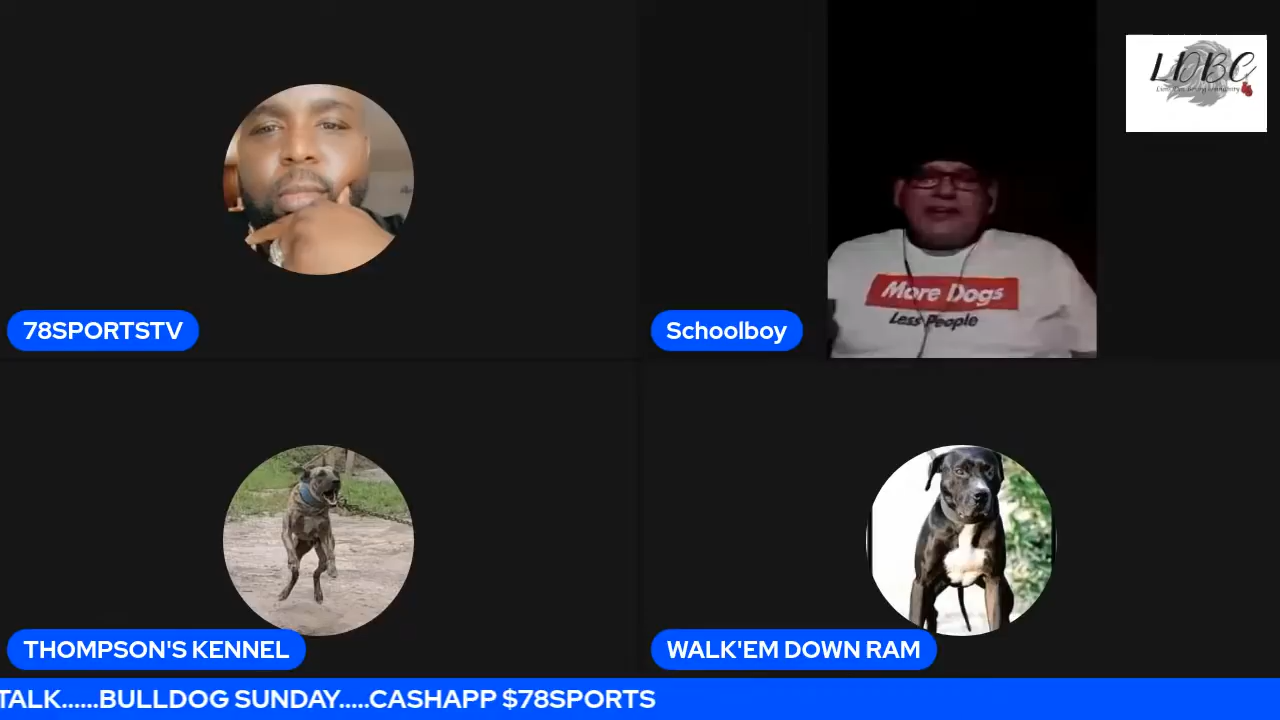 LDBC
78SPORTSTV
Schoolboy
More Dogs
Less People
THOMPSON'S KENNEL
WALK'EM DOWN RAM
TALK......BULLDOG SUNDAY.....CASHAPP $78SPORTS